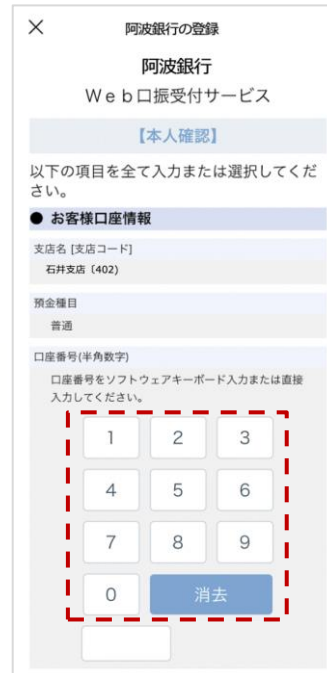 ×
阿波銀行の登録
阿波銀行
Ｗｅｂ口振受付サービス
【本人確認】
以下の項目を全て入力または選択してくだ
さい。
● お客様口座情報
支店名 [支店コード]
石井支店〔402〕
預金種目
普通
口座番号(半角数字)
口座番号をソフトウェアキーボード入力または直接
入力してください。
1 2 3
4 5 6
7 8 9
0 消去